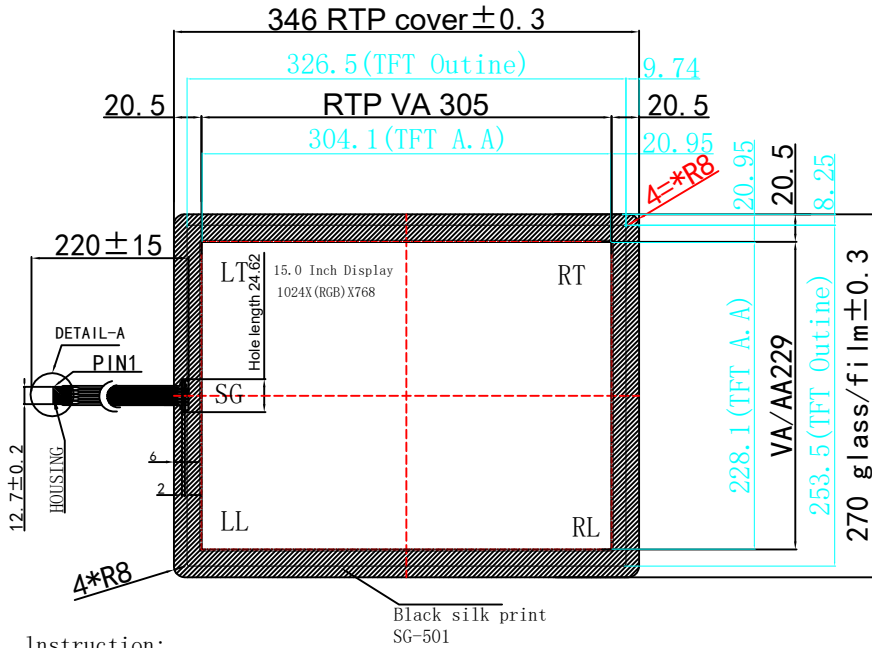 346 RTP cover±0.3
326.5(TFT Outine)
9.74
20.5
RTP VA 305
20.5
304.1(TFT A.A)
20.95
4=*R8
20.95
20.5
8.25
220±15
LT
15.0 Inch Display
1024X(RGB)X768
RT
Hole length 24.62
DETAIL-A
PIN1
SG
12.7±0.2
HOUSING
6
2
LL
RL
228.1(TFT A.A)
VA/AA229
253.5(TFT Outine)
270 glass/film±0.3
4*R8
Black silk print
SG-501
lnstruction: